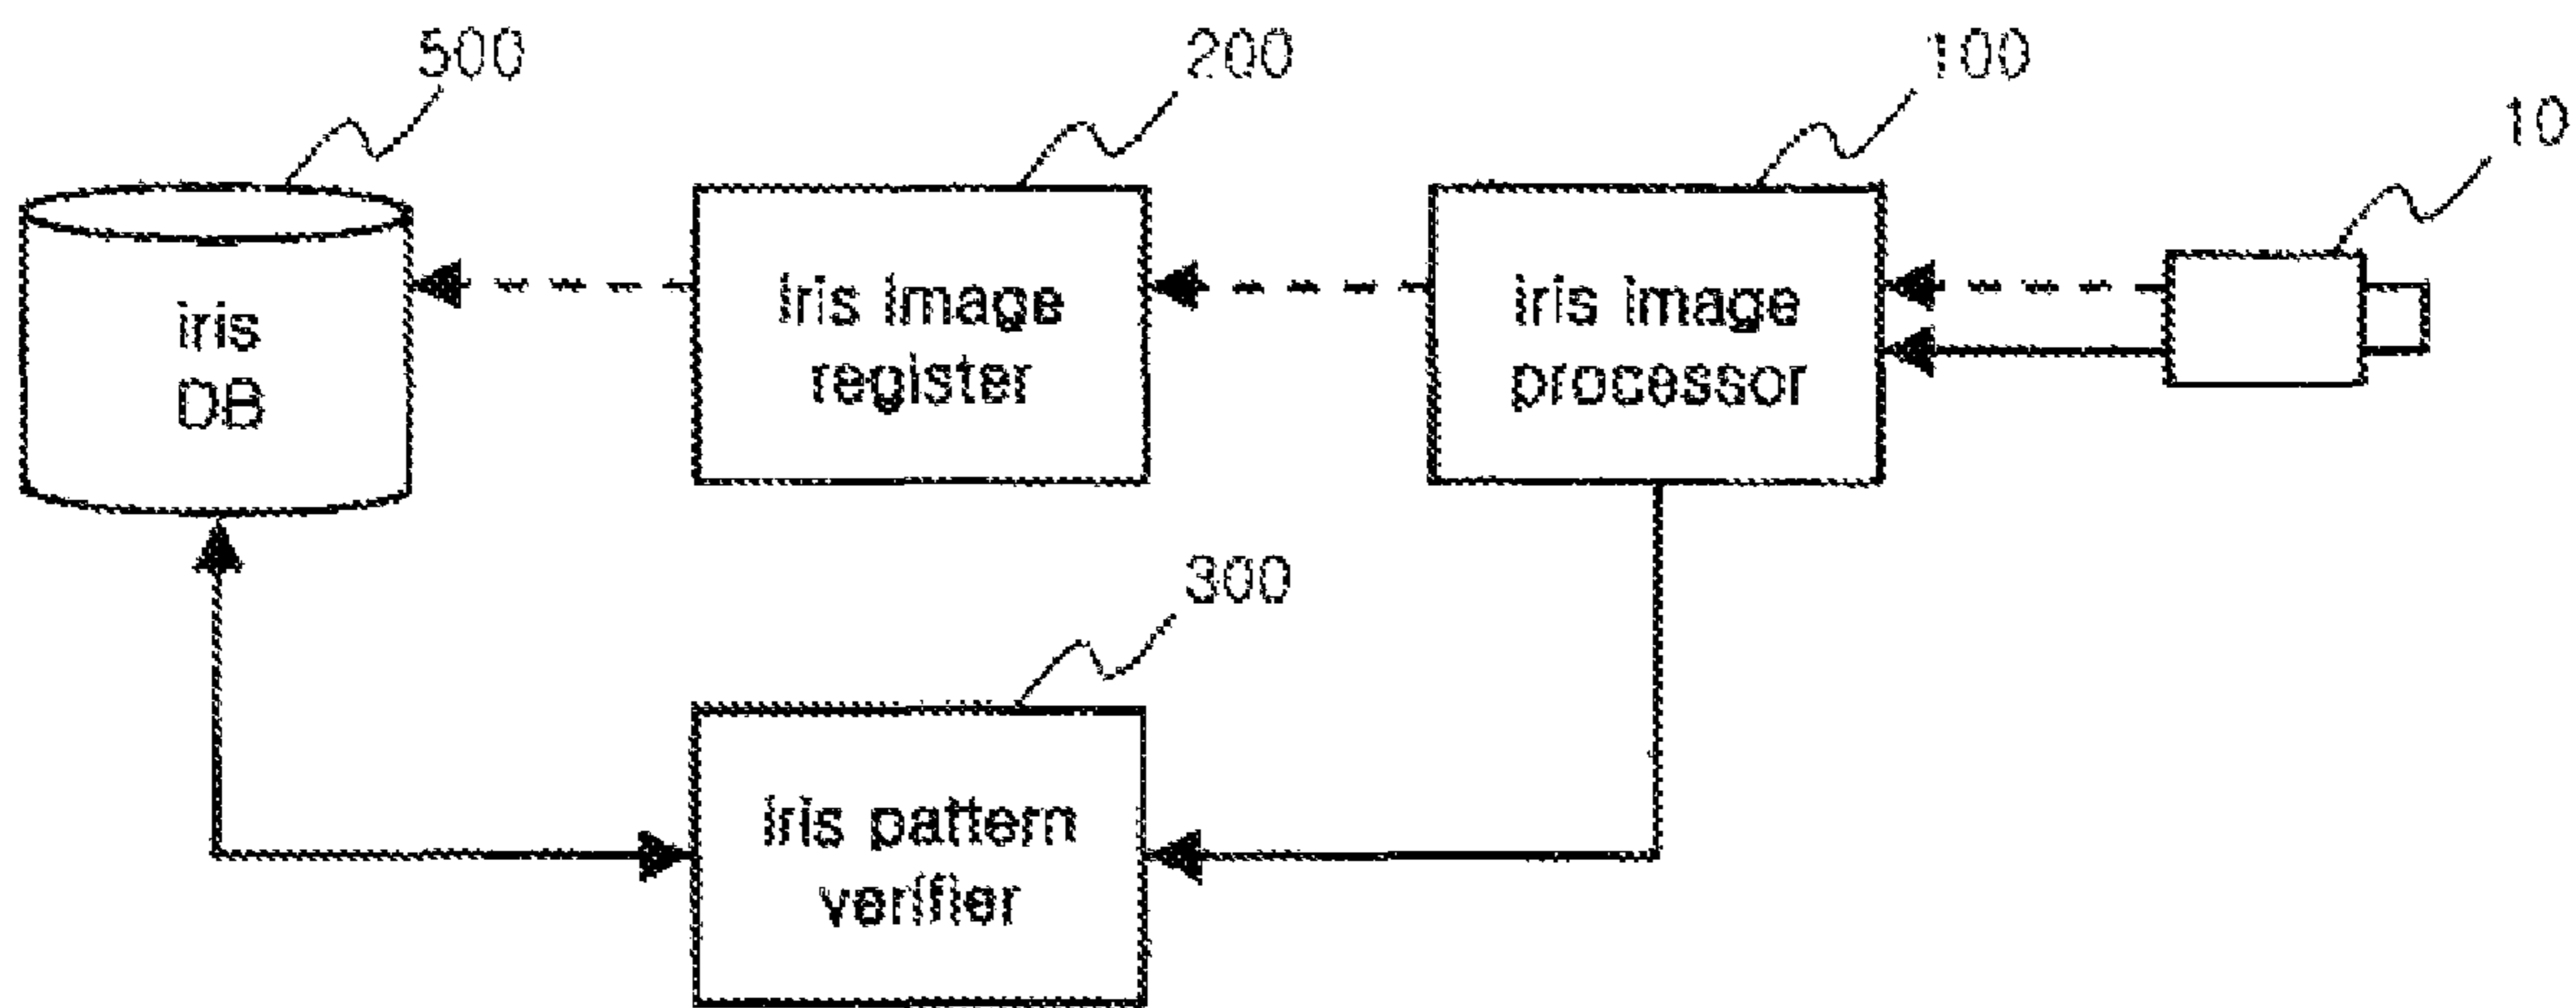 500
200
100
10
iris
DB
iris image
register
iris image
processor
300
iris pattern
verifier